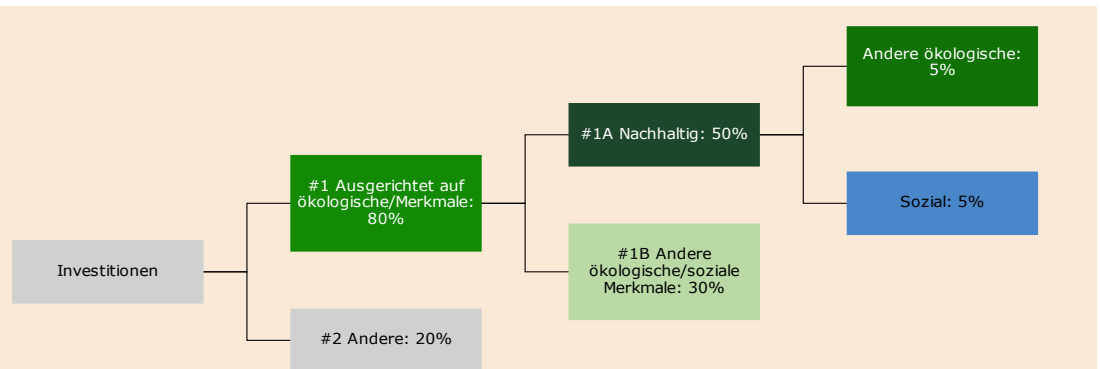 Investitionen
#1 Ausgerichtet auf
ökologische/Merkmale:
80%
#2 Andere: 20%
#1A Nachhaltig: 50%
#1B Andere
ökologische/soziale
Merkmale: 30%
Andere ökologische:
5%
Sozial: 5%